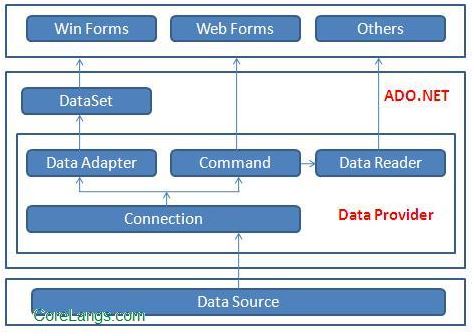 Win Forms
Web Forms
Others
DataSet
ADO.NET
Data Adapter
Command
Data Reader
Connection
Data Provider
Data Source
CoreLangs.com